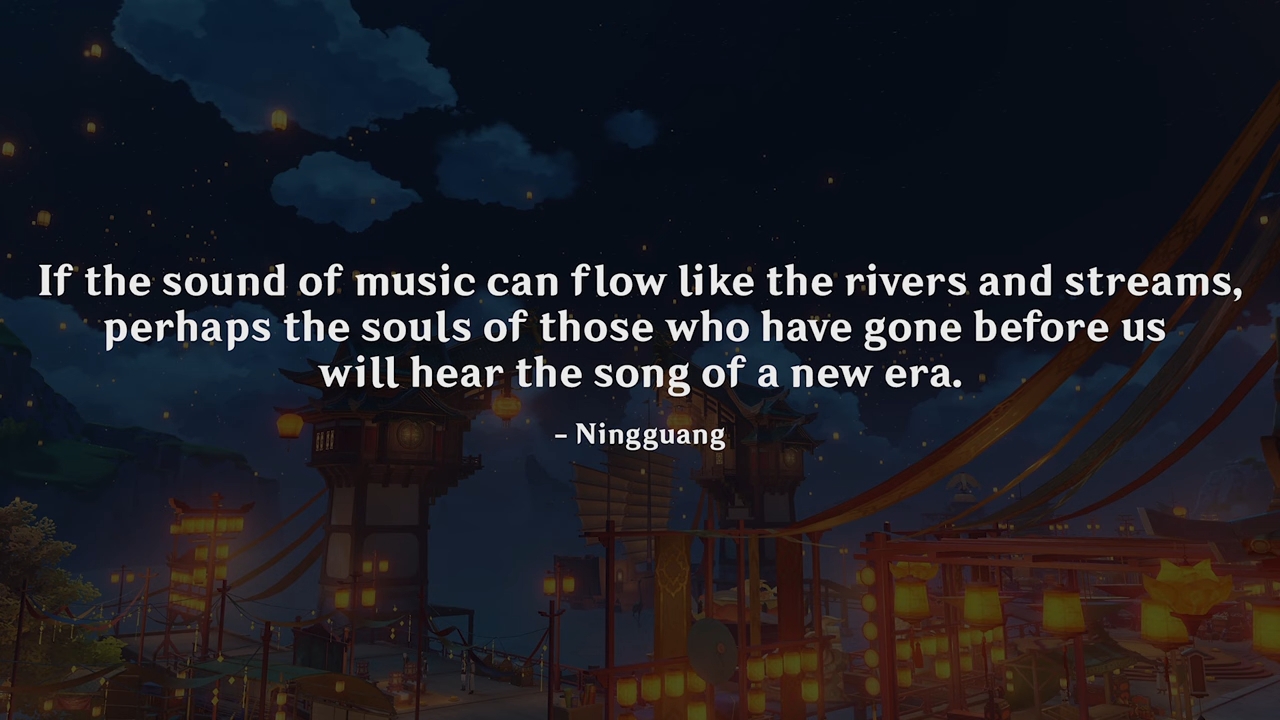 If the sound of music can flow like the rivers and streams,
perhaps the souls of those who have gone before us
will hear the song of a new era.
– Ningguang